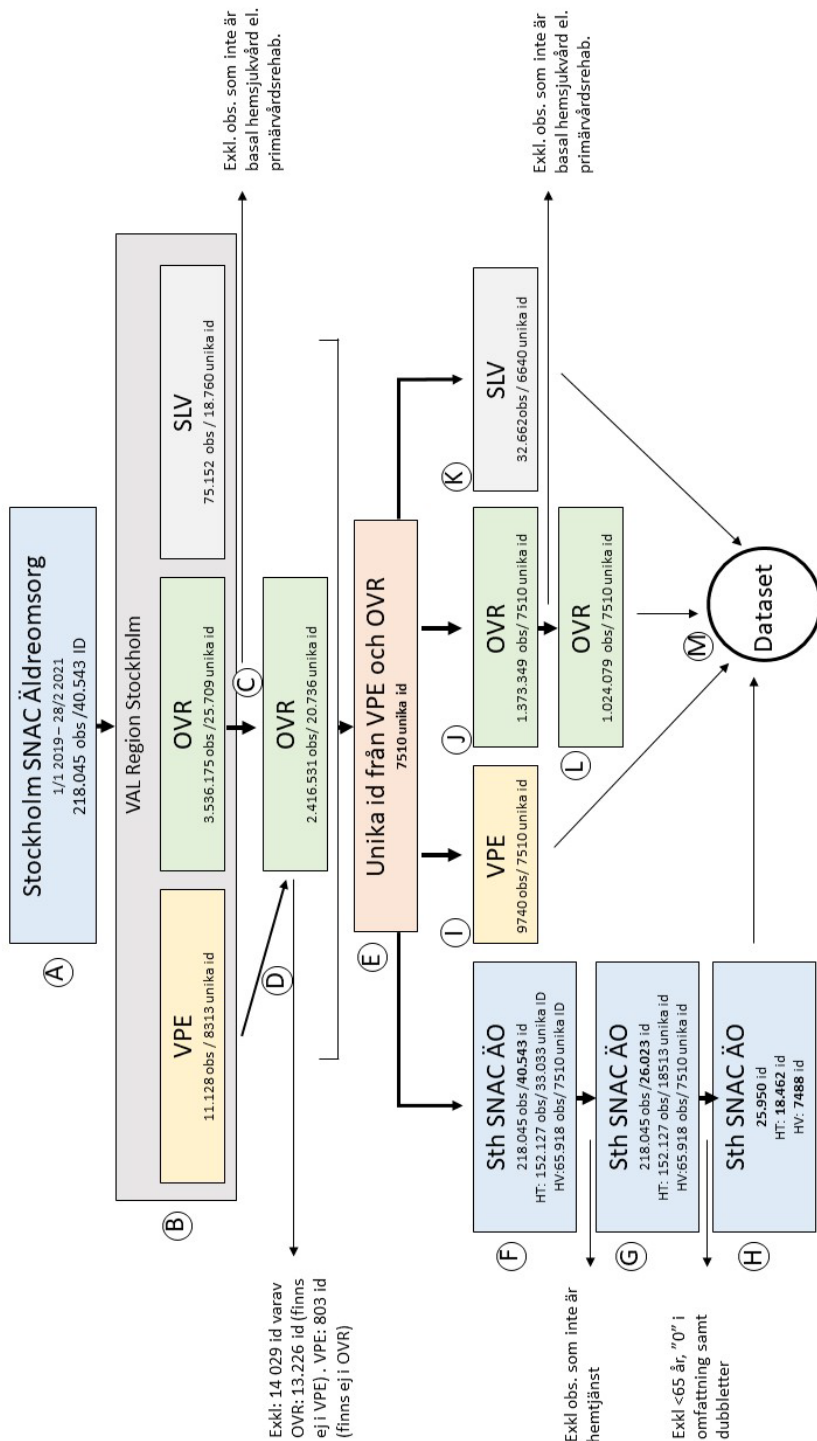 Stockholm SNAC Äldreomsorg
1/1 2019 – 28/2 2021
218.045 obs /40.543 ID
A
VAL Region Stockholm
B
VPE
11.128 obs / 8313 unika id
OVR
3.536.175 obs /25.709 unika id
SLV
75.152 obs / 18.760 unika id
C
Exkl. obs. som inte är
basal hemsjukvård el.
primärvårdsrehab.
D
OVR
2.416.531 obs/ 20.736 unika id
Exkl: 14 029 id varav
OVR: 13.226 id (finns
ej i VPE) . VPE: 803 id
(finns ej i OVR)
E
Unika id från VPE och OVR
7510 unika id
F
Sth SNAC ÄO
218.045 obs /40.543 id
HT: 152.127 obs/ 33.033 unika ID
HV:65.918 obs/ 7510 unika ID
I
VPE
9740 obs/ 7510 unika id
J
OVR
1.373.349 obs/ 7510 unika id
K
SLV
32.662obs / 6640 unika id
Exkl. obs. som inte är
basal hemsjukvård el.
primärvårdsrehab.
Exkl obs. som inte är
hemtjänst
G
Sth SNAC ÄO
218.045 obs /26.023 id
HT: 152.127 obs/ 18513 unika id
HV:65.918 obs/ 7510 unika id
L
OVR
1.024.079 obs/ 7510 unika id
Exkl <65 år, "0" i
omfattning samt
dubbletter
H
Sth SNAC ÄO
25.950 id
HT: 18.462 id
HV: 7488 id
M
Dataset